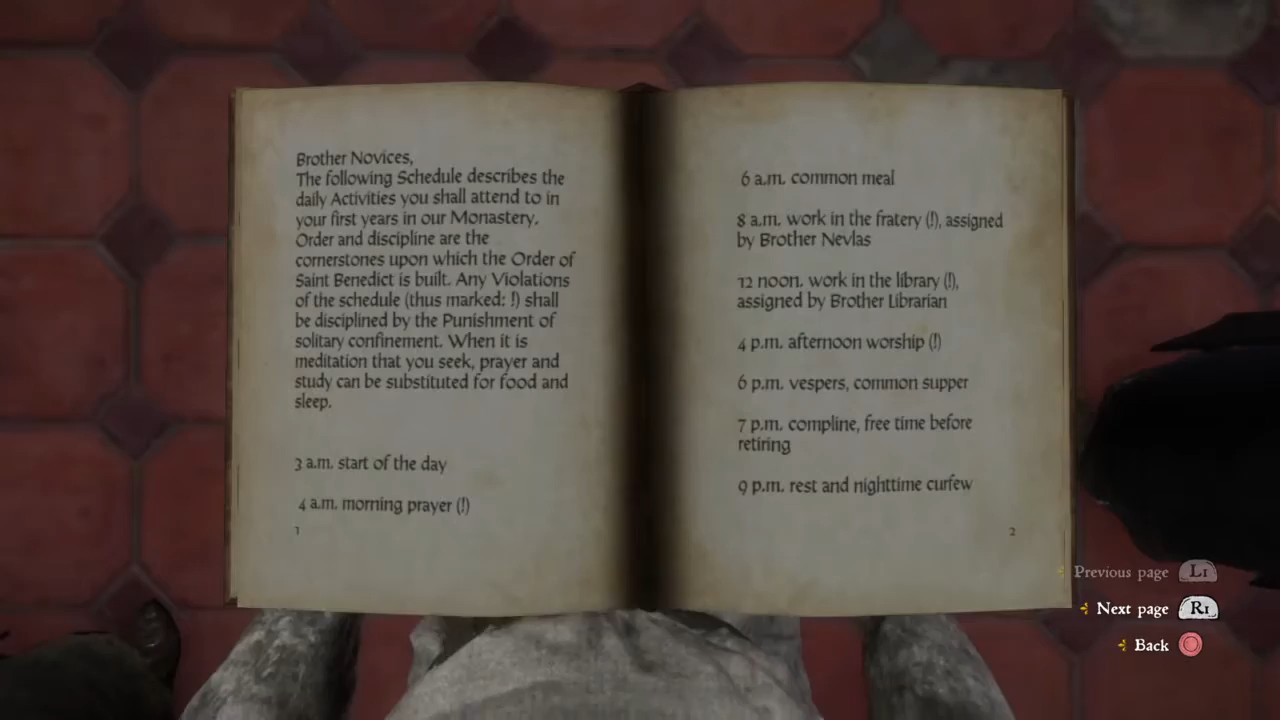 Brother Novices,
The following Schedule describes the
daily Activities you shall attend to in
your first years in our Monastery.
Order and discipline are the
cornerstones upon which the Order of
Saint Benedict is built. Any Violations
of the schedule (thus marked: !) shall
be disciplined by the Punishment of
solitary confinement. When it is
meditation that you seek, prayer and
study can be substituted for food and
sleep.
3 a.m. start of the day
4 a.m. morning prayer (!)
1
6 a.m. common meal
8 a.m. work in the fratery (!), assigned
by Brother Nevlas
12 noon. work in the library (!),
assigned by Brother Librarian
4 p.m. afternoon worship (!)
6 p.m. vespers, common supper
7 p.m. compline, free time before
retiring
9 p.m. rest and nighttime curfew
2
Previous page L1
Next page R1
Back